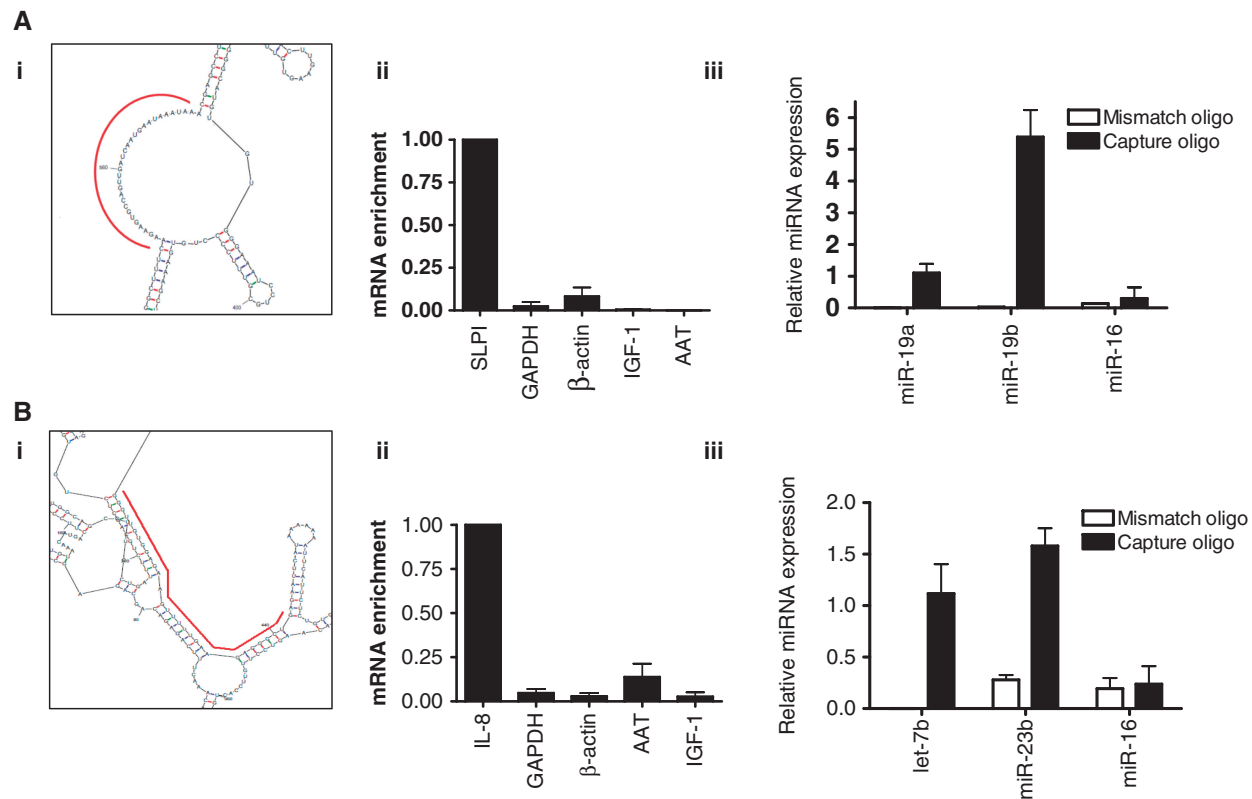 A
i
ii
iii
560
400
mRNA enrichment
1.00
0.75
0.50
0.25
0.00
SLPI
GAPDH
β-actin
IGF-1
AAT
Relative miRNA expression
6
5
4
3
2
1
0
Mismatch oligo
Capture oligo
miR-19a
miR-19b
miR-16
B
i
ii
iii
mRNA enrichment
1.00
0.75
0.50
0.25
0.00
IL-8
GAPDH
β-actin
AAT
IGF-1
Relative miRNA expression
2.0
1.5
1.0
0.5
0.0
Mismatch oligo
Capture oligo
let-7b
miR-23b
miR-16